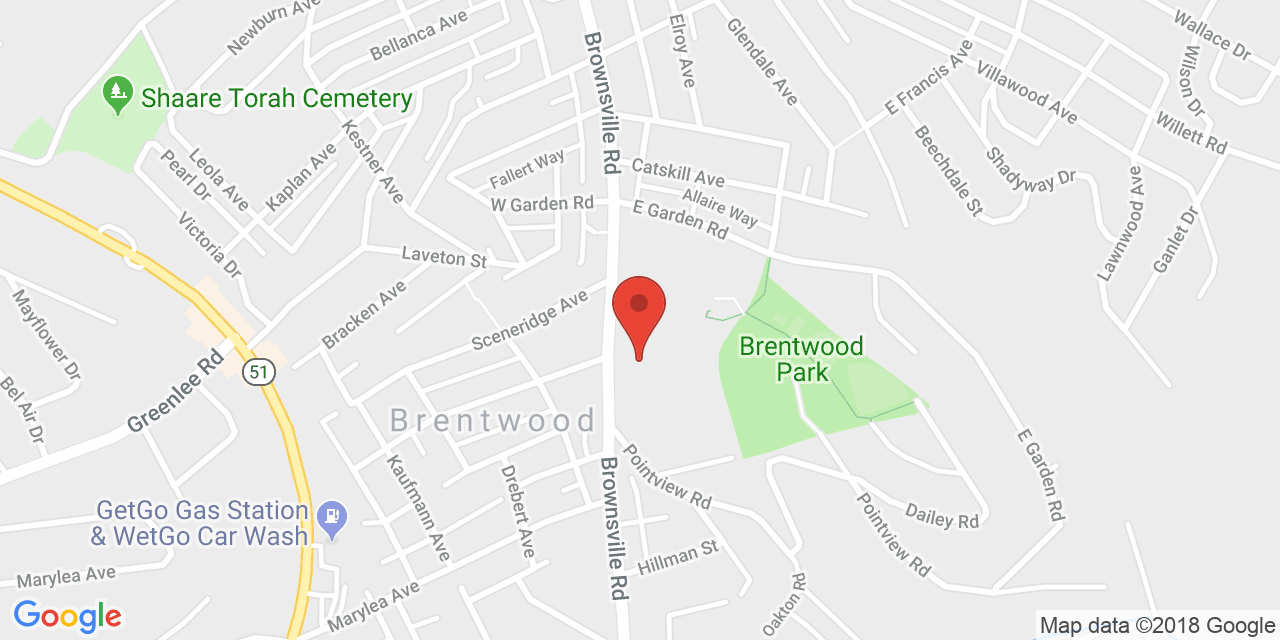 Newburn Ave
Bellanca Ave
Brownsville Rd
Elroy Ave
Glendale Ave
E Francis Ave
Villawood Ave
Wallace Dr
Wilson Dr
Willett Rd
Shaare Torah Cemetery
Kestner Ave
Leola Ave
Pearl Dr
Kaplan Ave
Fallert Way
Catskill Ave
Allaire Way
Beechdale St
Shadyway Dr
Lawnwood Ave
Ganlet Dr
W Garden Rd
E Garden Rd
Victoria Dr
Laveton St
Bracken Ave
Sceneridge Ave
Mayflower Dr
Bel Air Dr
Greenlee Rd
51
Brentwood
Park
Brentwood
Kaufmann Ave
Drebert Ave
Brownsville Rd
Pointview Rd
Pointview Rd
Dailey Rd
E Garden Rd
GetGo Gas Station
& WetGo Car Wash
Hillman St
Marylea Ave
Marylea Ave
Oakton Rd
Google
Map data ©2018 Google